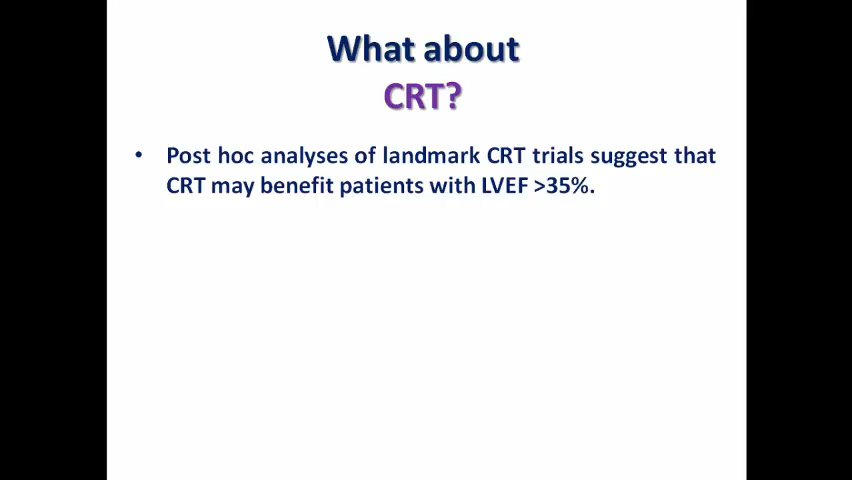 What about
CRT?
• Post hoc analyses of landmark CRT trials suggest that
CRT may benefit patients with LVEF >35%.